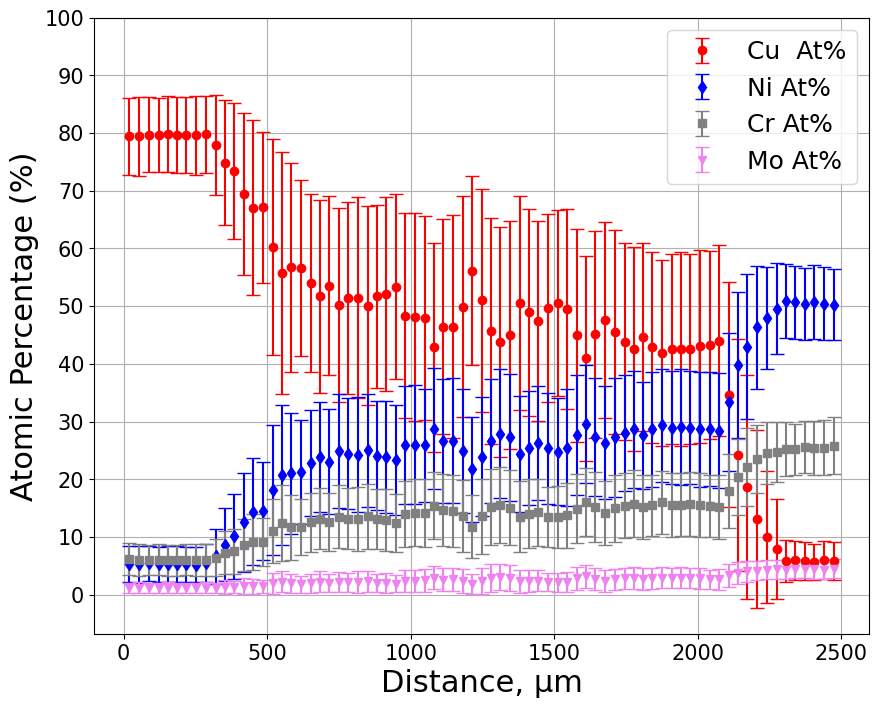 100
90
80
70
60
50
40
30
20
10
0
Atomic Percentage (%)
Cu  At%
Ni At%
Cr At%
Mo At%
0 500 1000 1500 2000 2500
Distance, μm